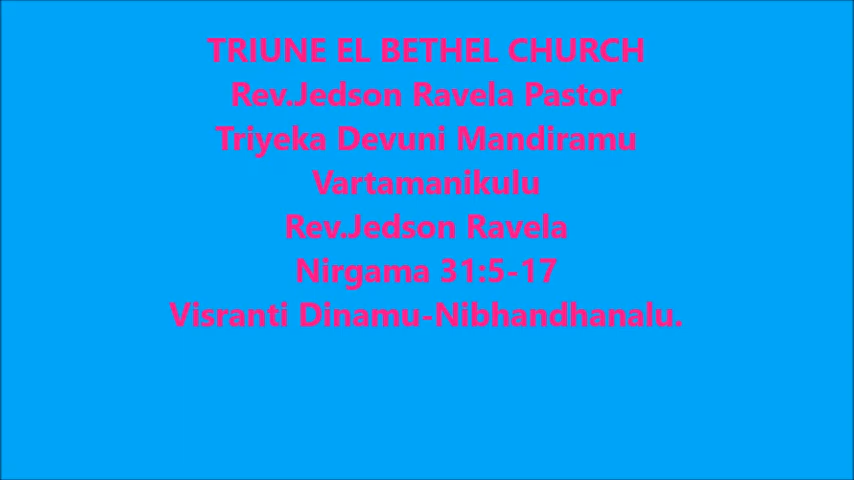 TRIUNE EL BETHEL CHURCH
Rev.Jedson Ravela Pastor
Triyeka Devuni Mandiramu
Vartamanikulu
Rev.Jedson Ravela
Nirgama 31:5-17
Visranti Dinamu-Nibhandhanalu.